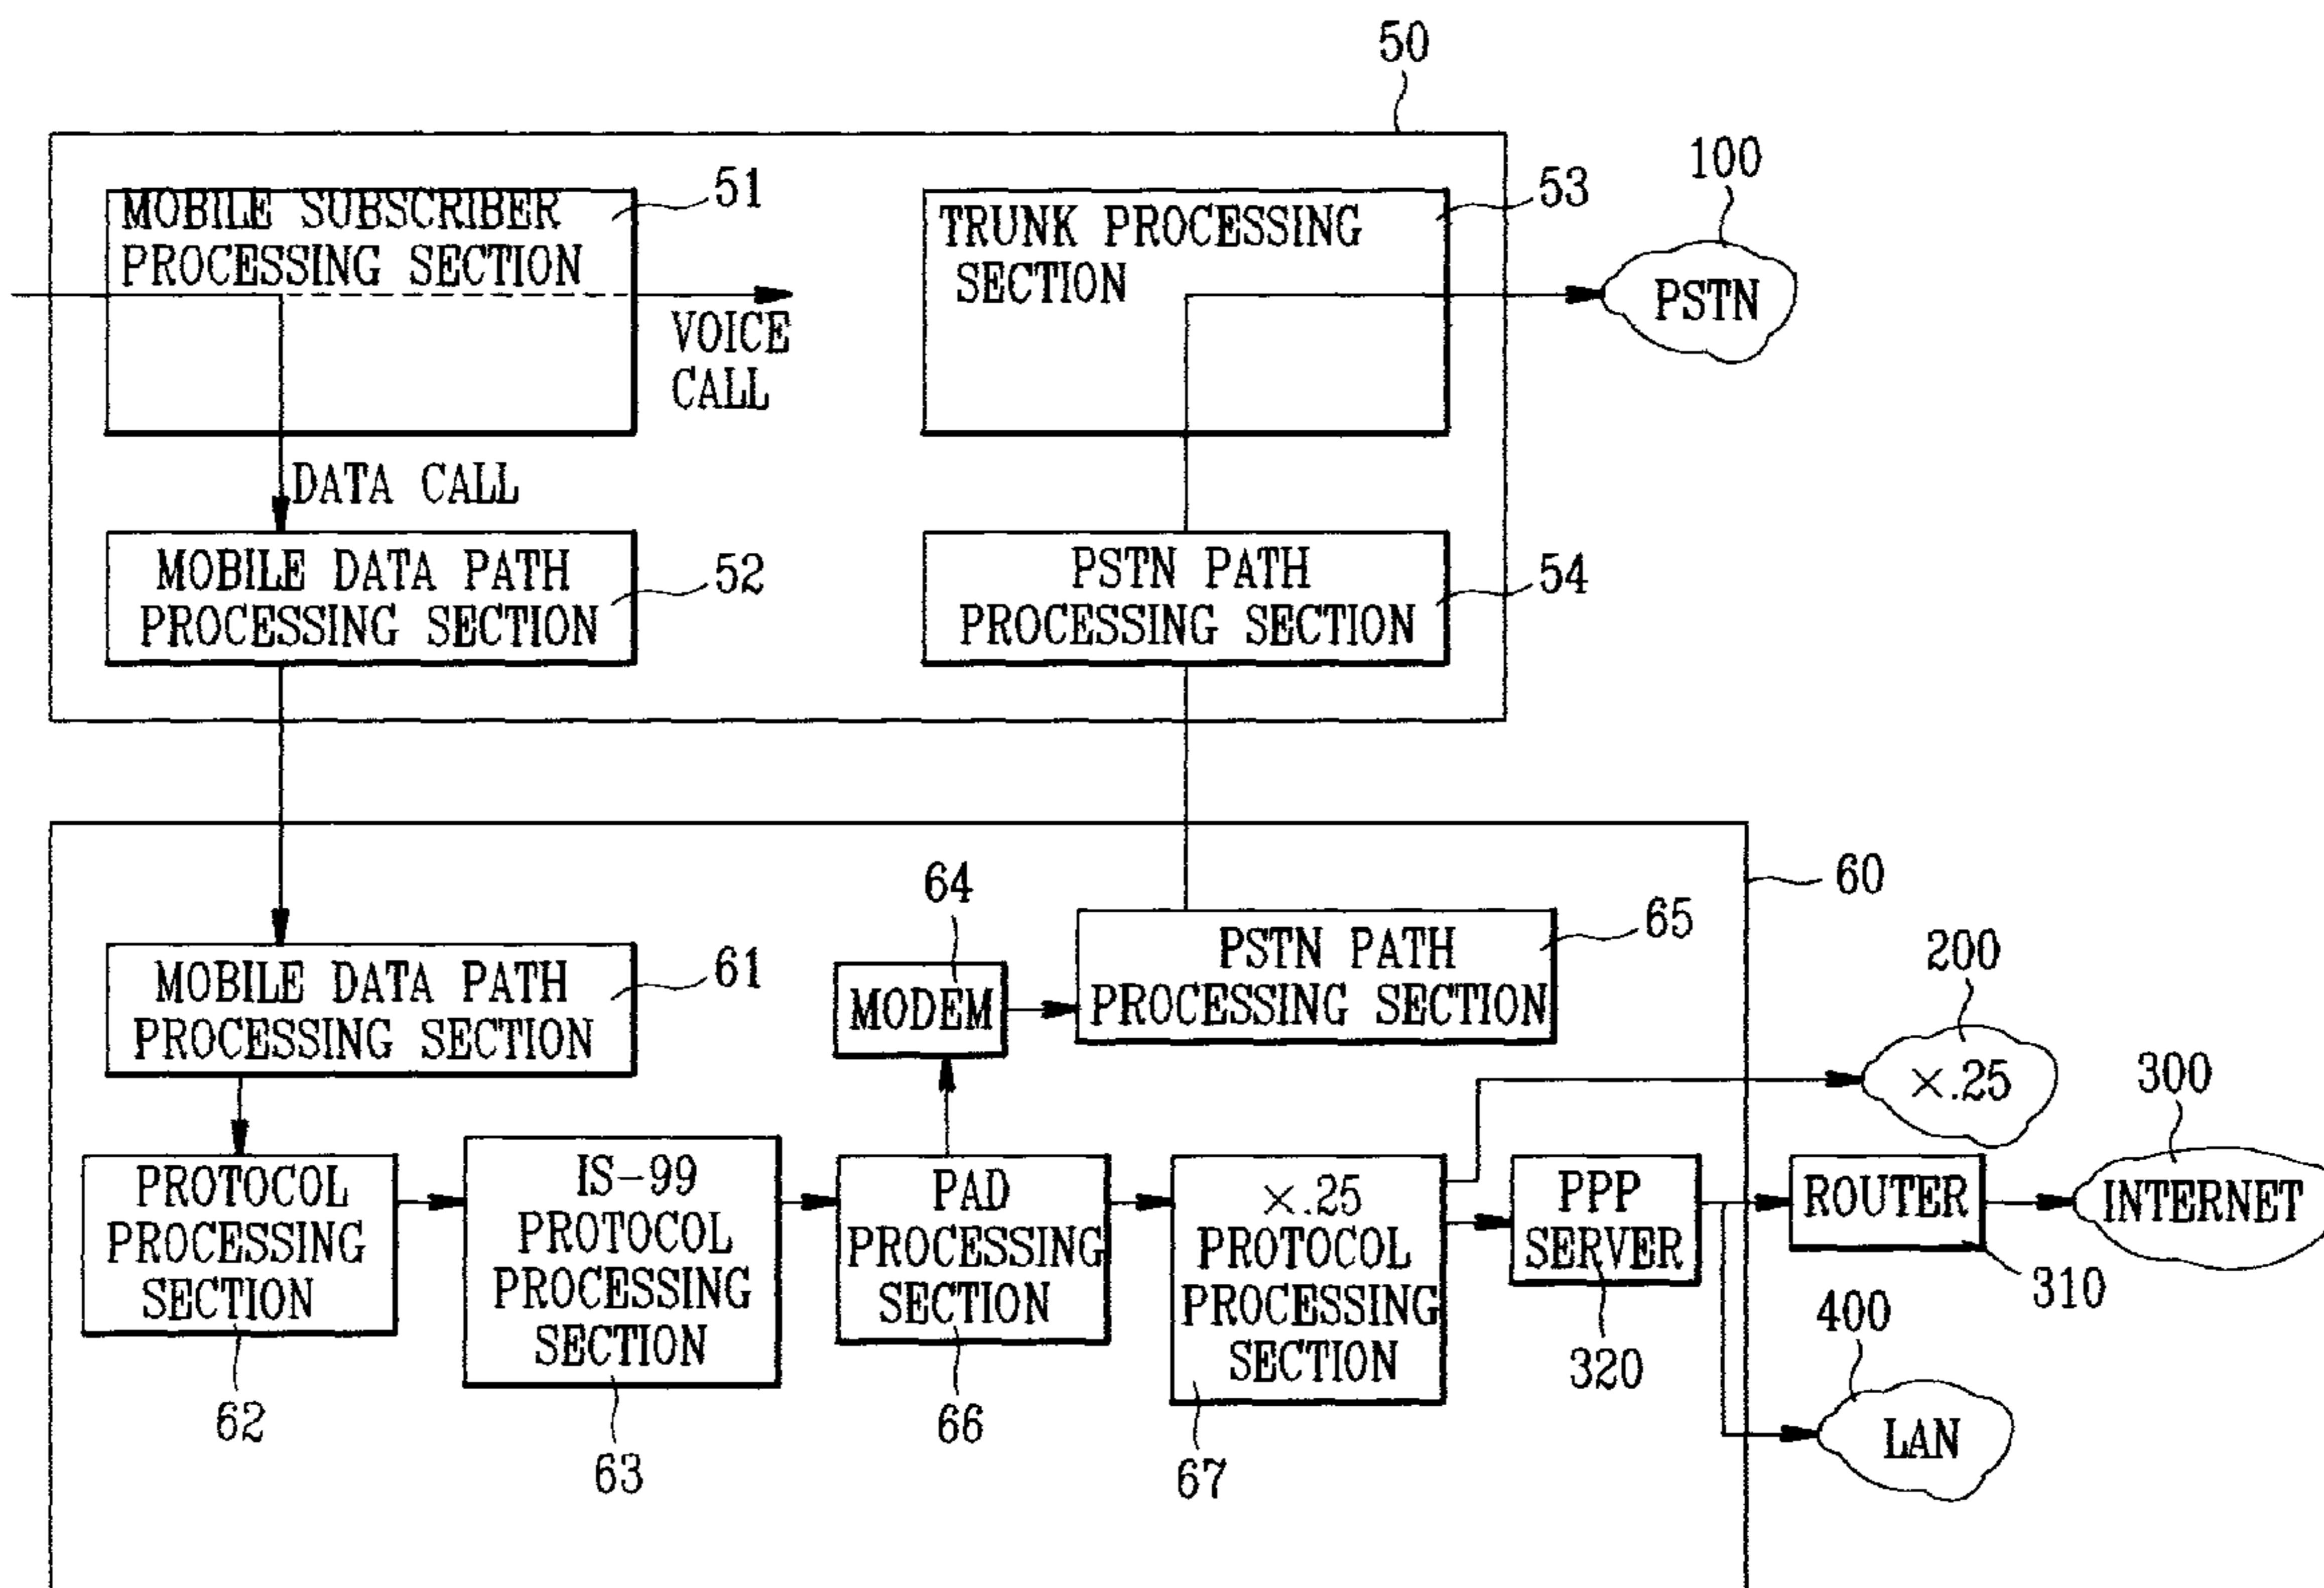 50
MOBILE SUBSCRIBER
PROCESSING SECTION
51
TRUNK PROCESSING
SECTION
53
100
PSTN
VOICE
CALL
DATA CALL
MOBILE DATA PATH
PROCESSING SECTION
52
PSTN PATH
PROCESSING SECTION
54
60
MOBILE DATA PATH
PROCESSING SECTION
61
64
MODEM
PSTN PATH
PROCESSING SECTION
65
200
×.25
300
INTERNET
PROTOCOL
PROCESSING
SECTION
62
IS-99
PROTOCOL
PROCESSING
SECTION
63
PAD
PROCESSING
SECTION
66
×.25
PROTOCOL
PROCESSING
SECTION
67
PPP
SERVER
320
ROUTER
310
400
LAN